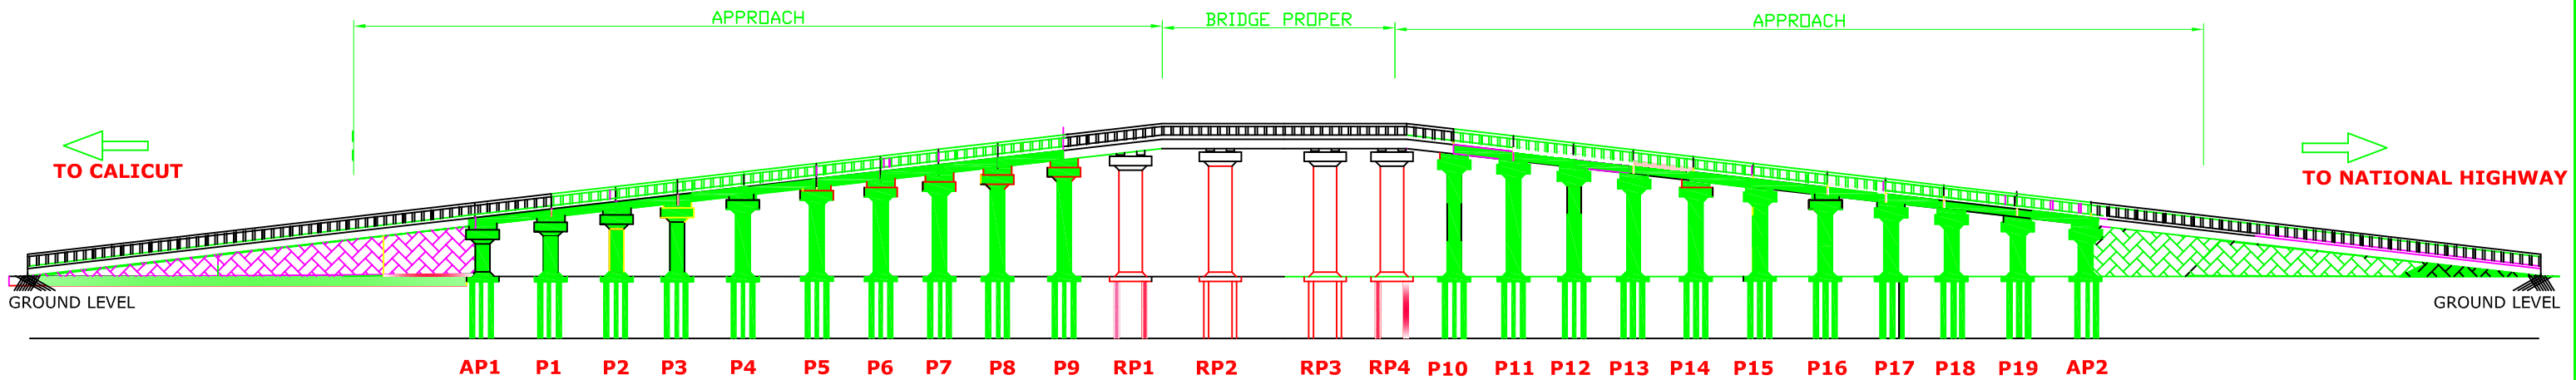 APPROACH
BRIDGE PROPER
APPROACH
TO CALICUT
TO NATIONAL HIGHWAY
GROUND LEVEL
GROUND LEVEL
AP1 P1 P2 P3 P4 P5 P6 P7 P8 P9 RP1 RP2 RP3 RP4 P10 P11 P12 P13 P14 P15 P16 P17 P18 P19 AP2